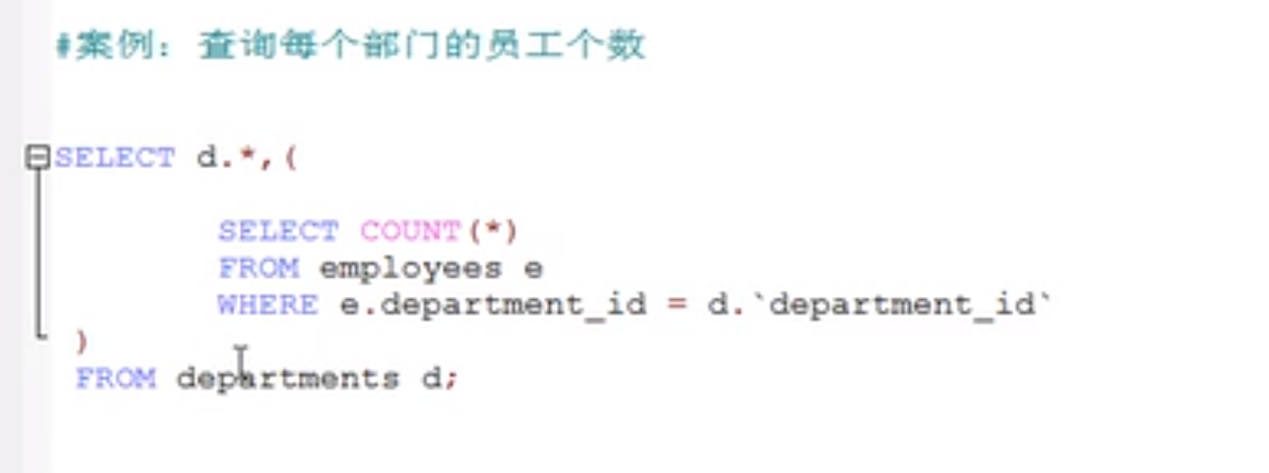 #案例：查询每个部门的员工个数
SELECT d.*,(
SELECT COUNT(*)
FROM employees e
WHERE e.department_id = d.`department_id`
)
FROM departments d;